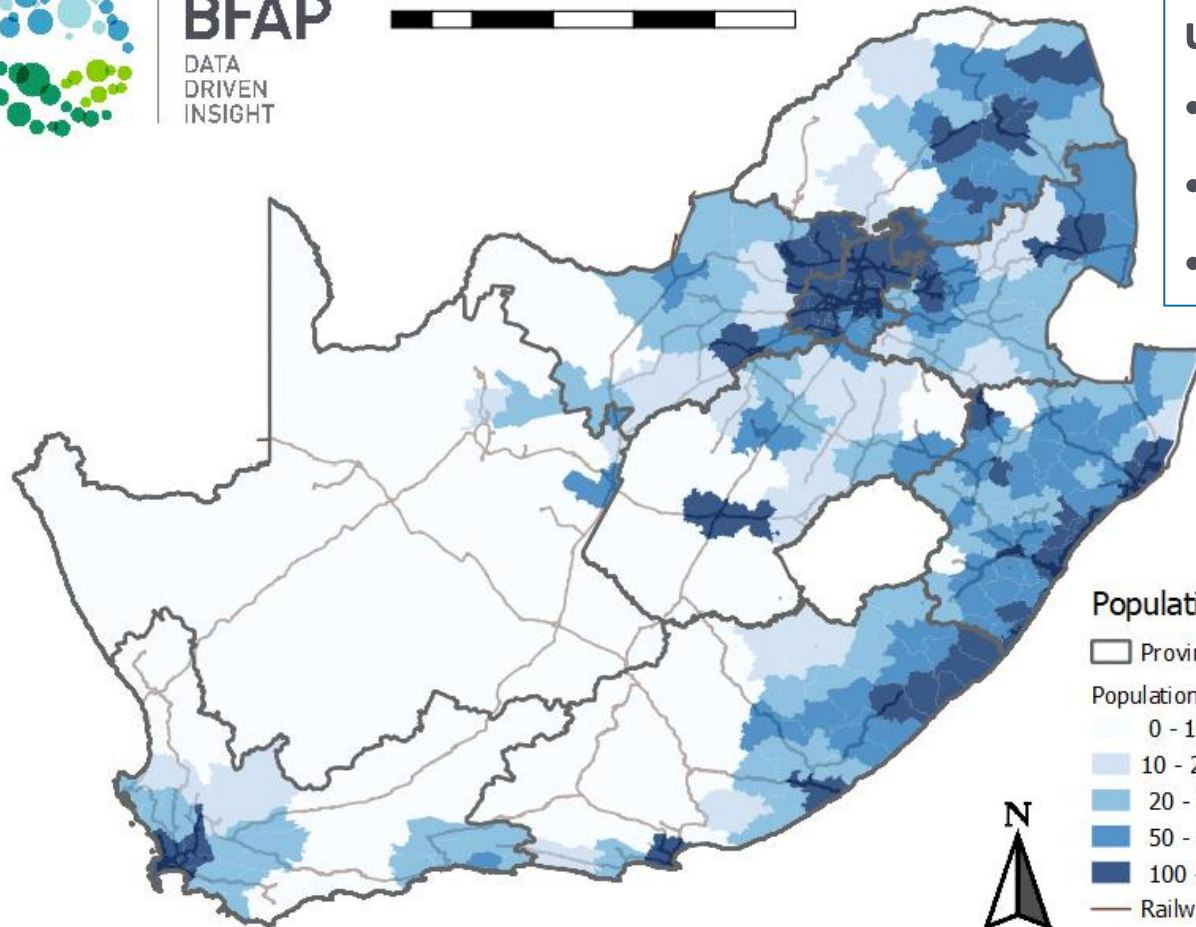 BFAP
DATA
DRIVEN
INSIGHT
U
•
•
•
N
Populati
Provin
Population
0 - 1
10 - 2
20 -
50 -
100 -
Railw